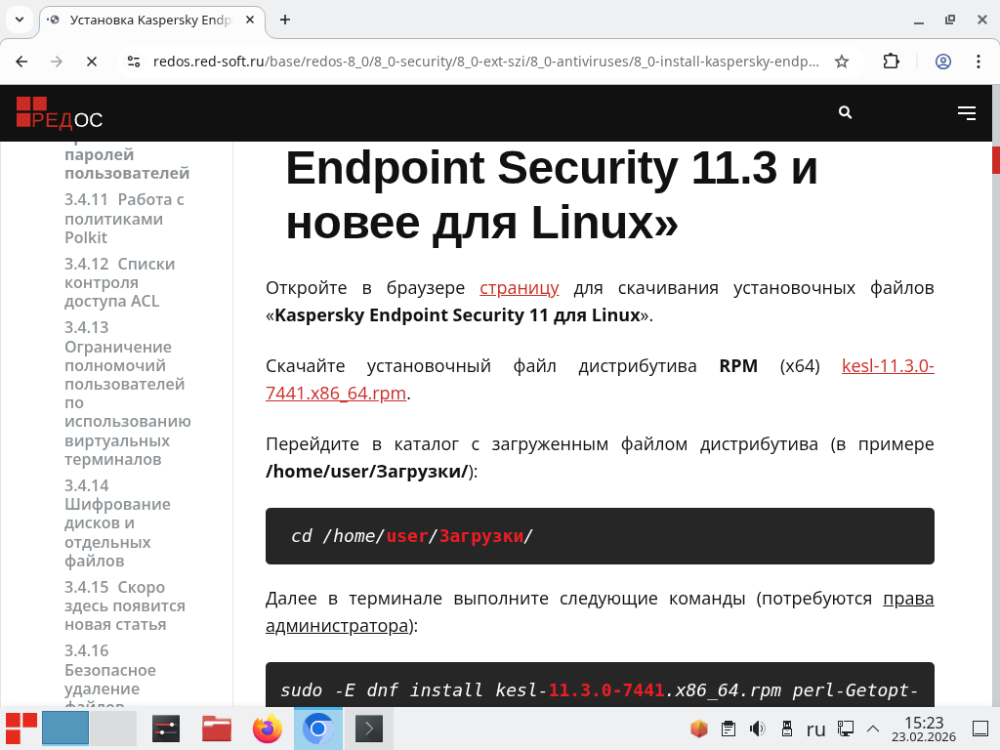 Установка Kaspersky Endp
redos.red-soft.ru/base/redos-8_0/8_0-security/8_0-ext-szi/8_0-antiviruses/8_0-install-kaspersky-endp...
РЕДОС
паролей
пользователей
3.4.11 Работа с
политиками
Polkit
3.4.12 Списки
контроля
доступа ACL
3.4.13
Ограничение
полномочий
пользователей
по
использованию
виртуальных
терминалов
3.4.14
Шифрование
дисков и
отдельных
файлов
3.4.15 Скоро
здесь появится
новая статья
3.4.16
Безопасное
удаление
файлов
Endpoint Security 11.3 и
новее для Linux»
Откройте в браузере страницу для скачивания установочных файлов
«Kaspersky Endpoint Security 11 для Linux».
Скачайте установочный файл дистрибутива RPM (x64) kesl-11.3.0-
7441.x86_64.rpm.
Перейдите в каталог с загруженным файлом дистрибутива (в примере
/home/user/Загрузки/):
cd /home/user/Загрузки/
Далее в терминале выполните следующие команды (потребуются права
администратора):
sudo -E dnf install kesl-11.3.0-7441.x86_64.rpm perl-Getopt-
ru
15:23
23.02.2026